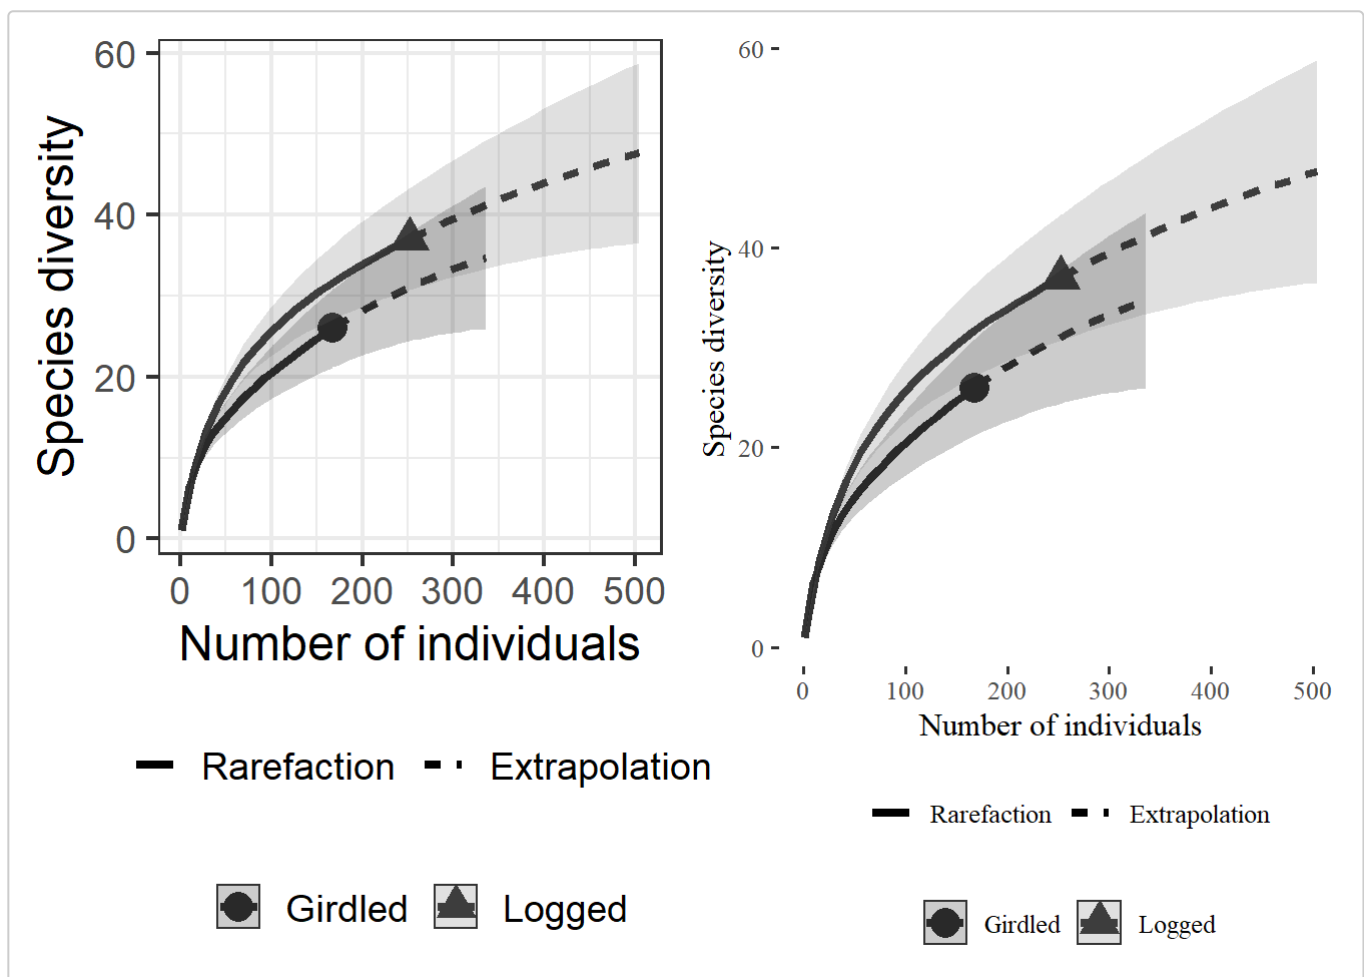 60
40
20
0
Species diversity
0 100 200 300 400 500
Number of individuals
Rarefaction Extrapolation
Girdled Logged
60
40
20
0
Species diversity
0 100 200 300 400 500
Number of individuals
Rarefaction Extrapolation
Girdled Logged